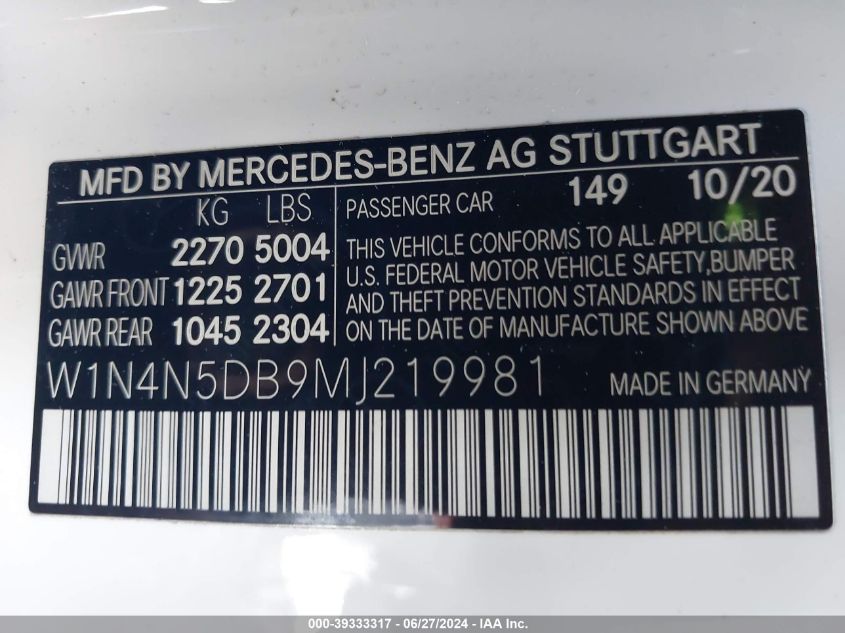 MFD BY MERCEDES-BENZ AG STUTTGART
KG LBS
GVWR 2270 5004
GAWR FRONT 1225 2701
GAWR REAR 1045 2304
PASSENGER CAR 149 10/20
THIS VEHICLE CONFORMS TO ALL APPLICABLE
U.S. FEDERAL MOTOR VEHICLE SAFETY,BUMPER
AND THEFT PREVENTION STANDARDS IN EFFECT
ON THE DATE OF MANUFACTURE SHOWN ABOVE
W1N4N5DB9MJ219981 MADE IN GERMANY
000-39333317 - 06/27/2024 - IAA Inc.